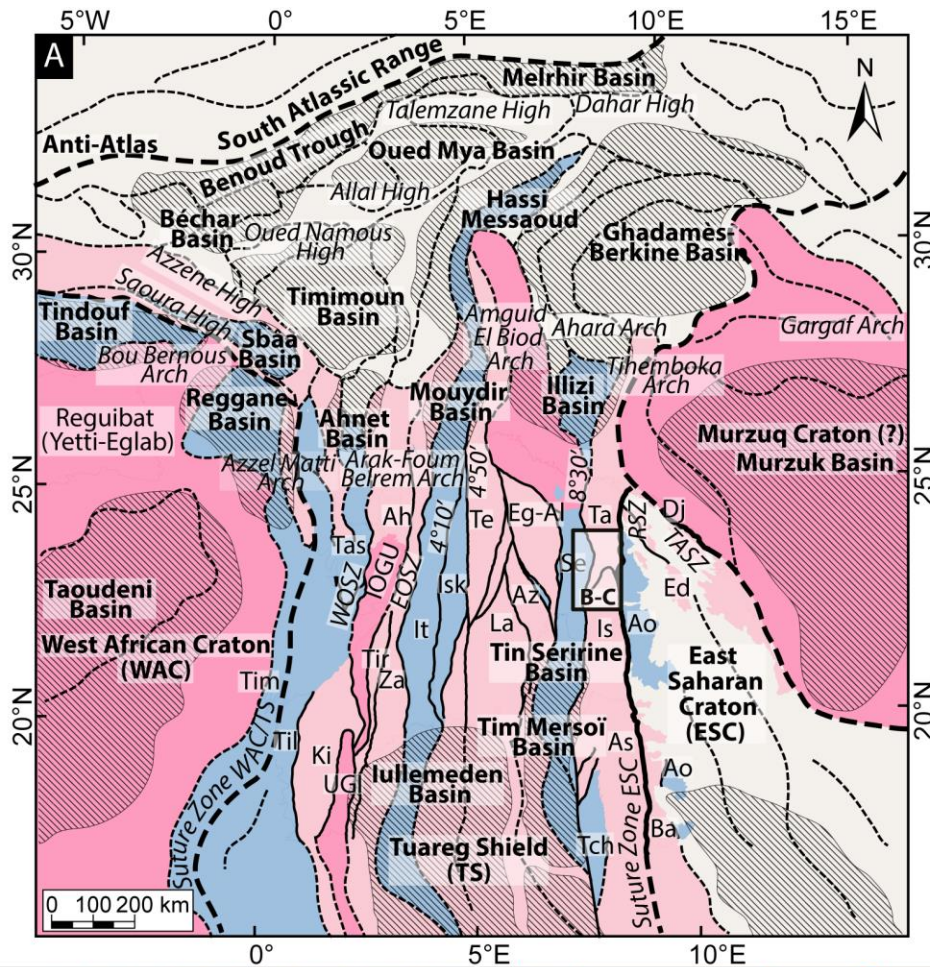 5°W
0°
5°E
10°E
15°E
A
N
Melrhir Basin
South Atlassic Range
Talemzane High
Dahar High
Anti-Atlas
Benoud Trough
Oued Mya Basin
Allal High
Hassi
Messaoud
Béchar
Basin
Oued Namous
High
Ghadamès-
Berkine Basin
30°N
30°N
Azzene High
Saoura High
Timimoun
Basin
Tindouf
Basin
Sbaa
Basin
Amguid
El Biod
Arch
Ahara Arch
Gargaf Arch
Bou Bernous
Arch
Tihemboka
Arch
Reggane
Basin
Ahnet
Basin
Mouydir
Basin
Illizi
Basin
Reguibat
(Yetti-Eglab)
Murzuq Craton (?)
Murzuk Basin
Azzel Matti
Arch
Arak-Foum
Belrem Arch
4°50'
8°30'
25°N
25°N
Ah
4°10'
Te
Eg-Al
Ta
RSZ
Dj
TASZ
Tas
WOSZ
IOGU
EOSZ
Isk
Az
Se
B-C
Ed
Taoudeni
Basin
It
La
Is
Ao
West African Craton
(WAC)
Tir
Za
Tin Seririne
Basin
East
Saharan
Craton
(ESC)
Tim
20°N
20°N
Til
Ki
UG
Iullemeden
Basin
Tim Mersoï
Basin
As
Ao
Suture Zone WAC/TS
Tuareg Shield
(TS)
Tch
Suture Zone ESC
Ba
0 100 200 km
0°
5°E
10°E